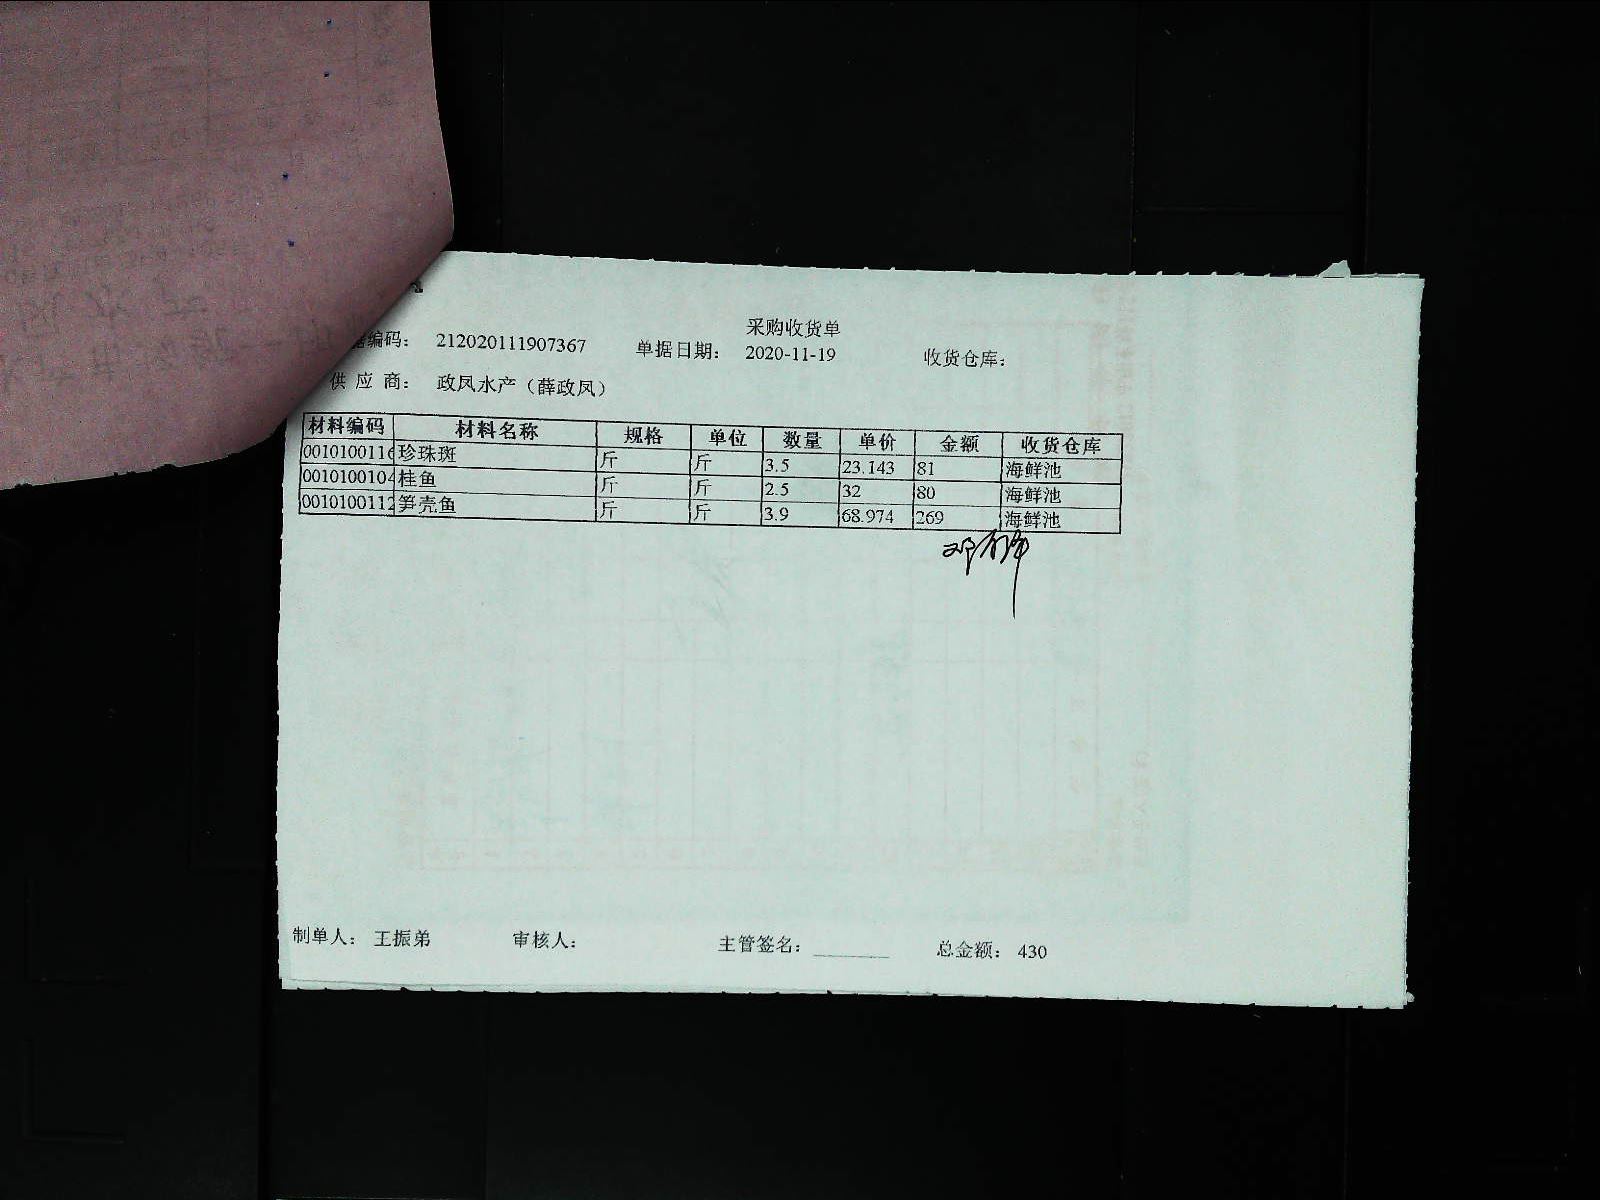 采购收货单
编码： 212020111907367 单据日期： 2020-11-19 收货仓库：
供 应 商： 政凤水产（薛政凤）
材料编码 材料名称 规格 单位 数量 单价 金额 收货仓库
0010100116 珍珠斑 斤 斤 3.5 23.143 81 海鲜池
0010100104 桂鱼 斤 斤 2.5 32 80 海鲜池
0010100112 笋壳鱼 斤 斤 3.9 68.974 269 海鲜池
制单人： 王振弟 审核人： 主管签名： 总金额： 430